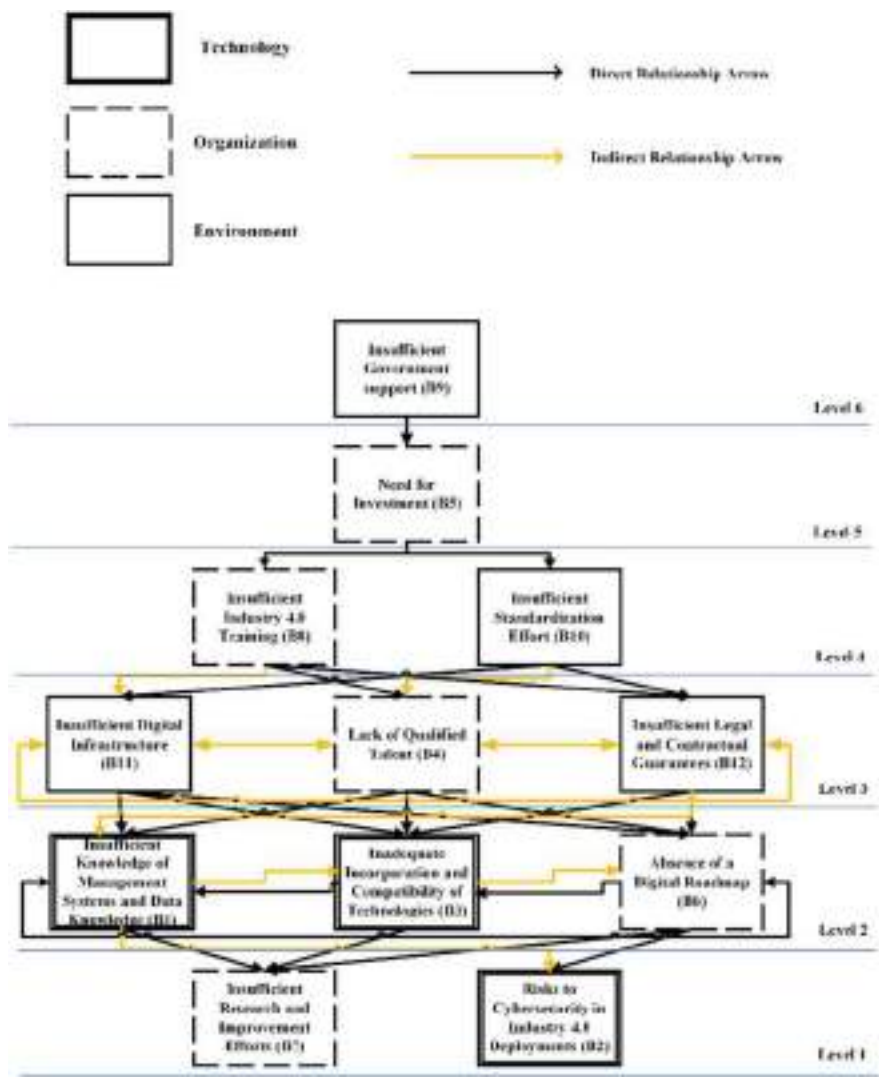 Technology
Direct Relationship Arrow
Organization
Indirect Relationship Arrow
Environment
Insufficient
Government
support (B9)
Level 6
Need for
Investment (B5)
Level 5
Insufficient
Industry 4.0
Training (B8)
Insufficient
Standardization
Effort (B10)
Level 4
Insufficient Digital
Infrastructure
(B11)
Lack of Qualified
Talent (B4)
Insufficient Legal
and Contractual
Guarantees (B12)
Level 3
Insufficient
Knowledge of
Management
Systems and Data
Knowledge (B1)
Inadequate
Incorporation and
Compatibility of
Technologies (B3)
Absence of a
Digital Roadmap
(B6)
Level 2
Insufficient
Research and
Improvement
Efforts (B7)
Risks to
Cybersecurity in
Industry 4.0
Deployments (B2)
Level 1